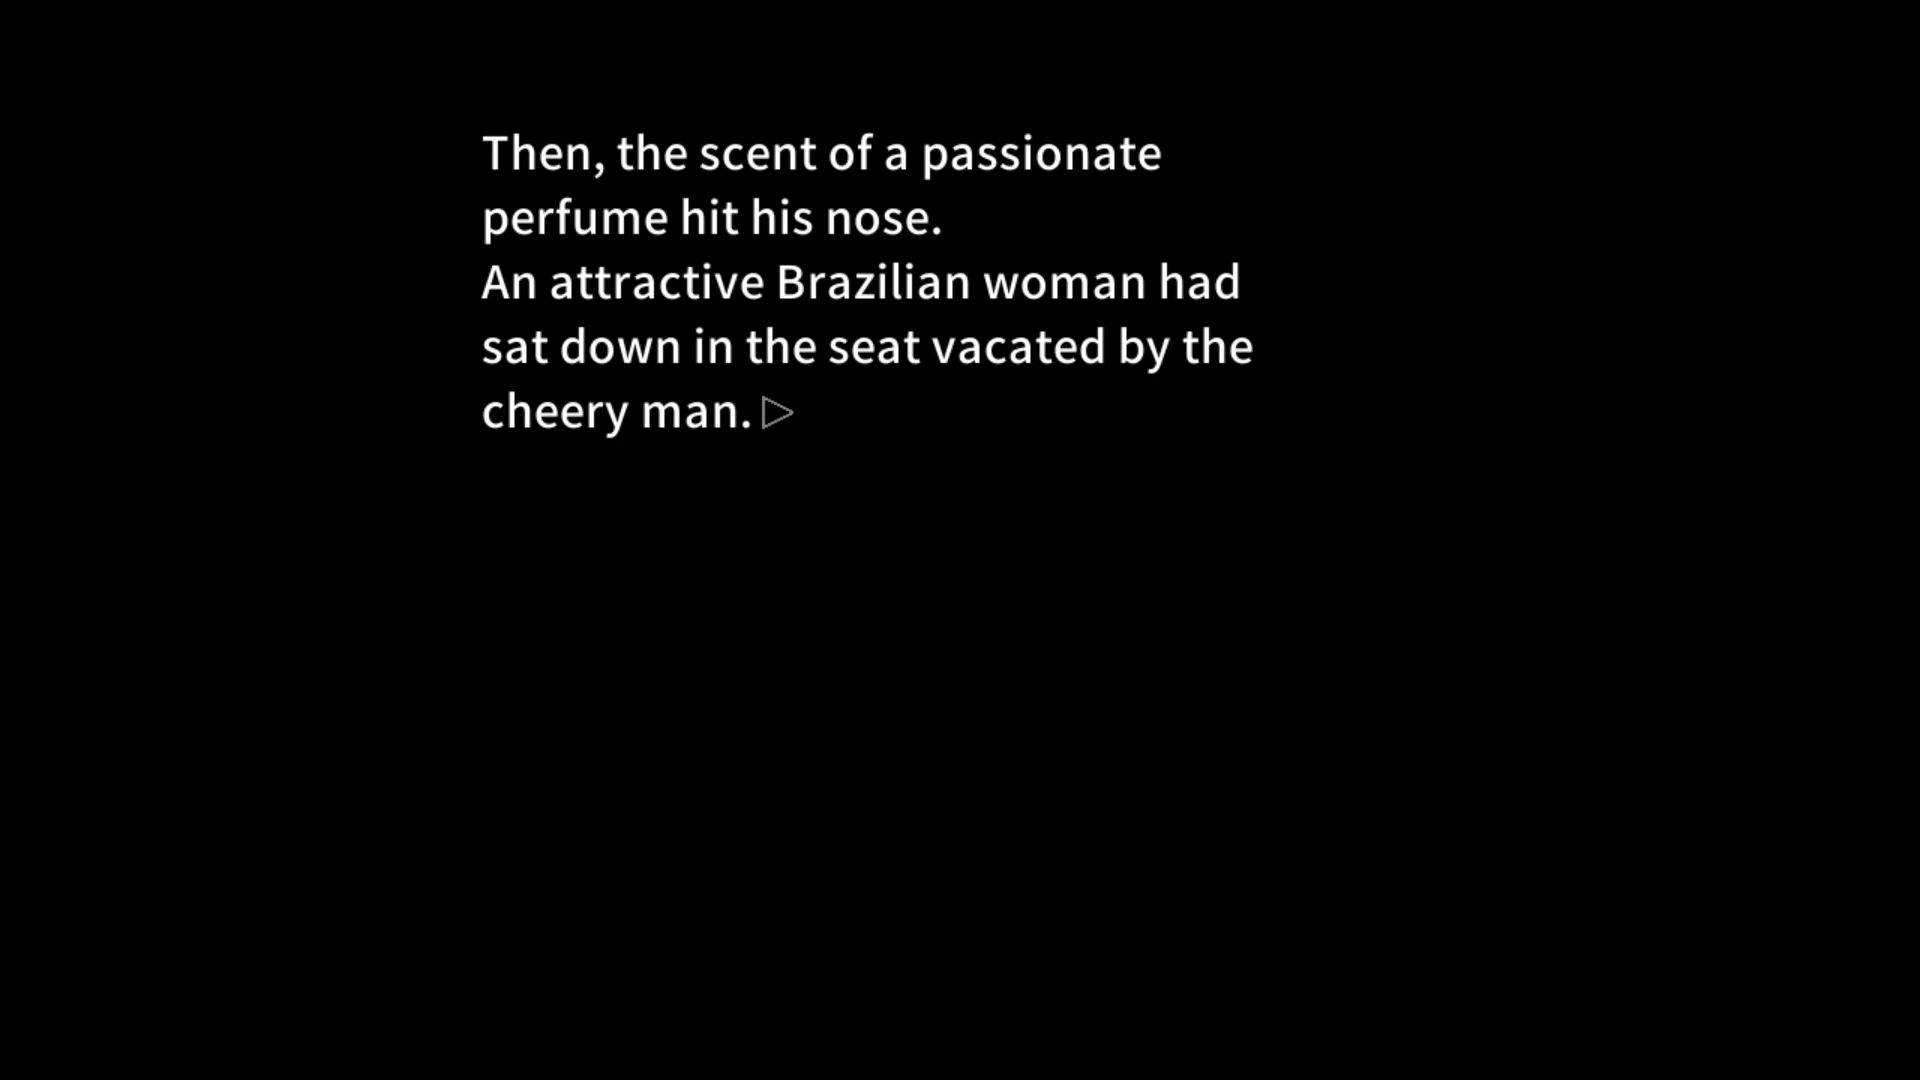 Then, the scent of a passionate
perfume hit his nose.
An attractive Brazilian woman had
sat down in the seat vacated by the
cheery man.